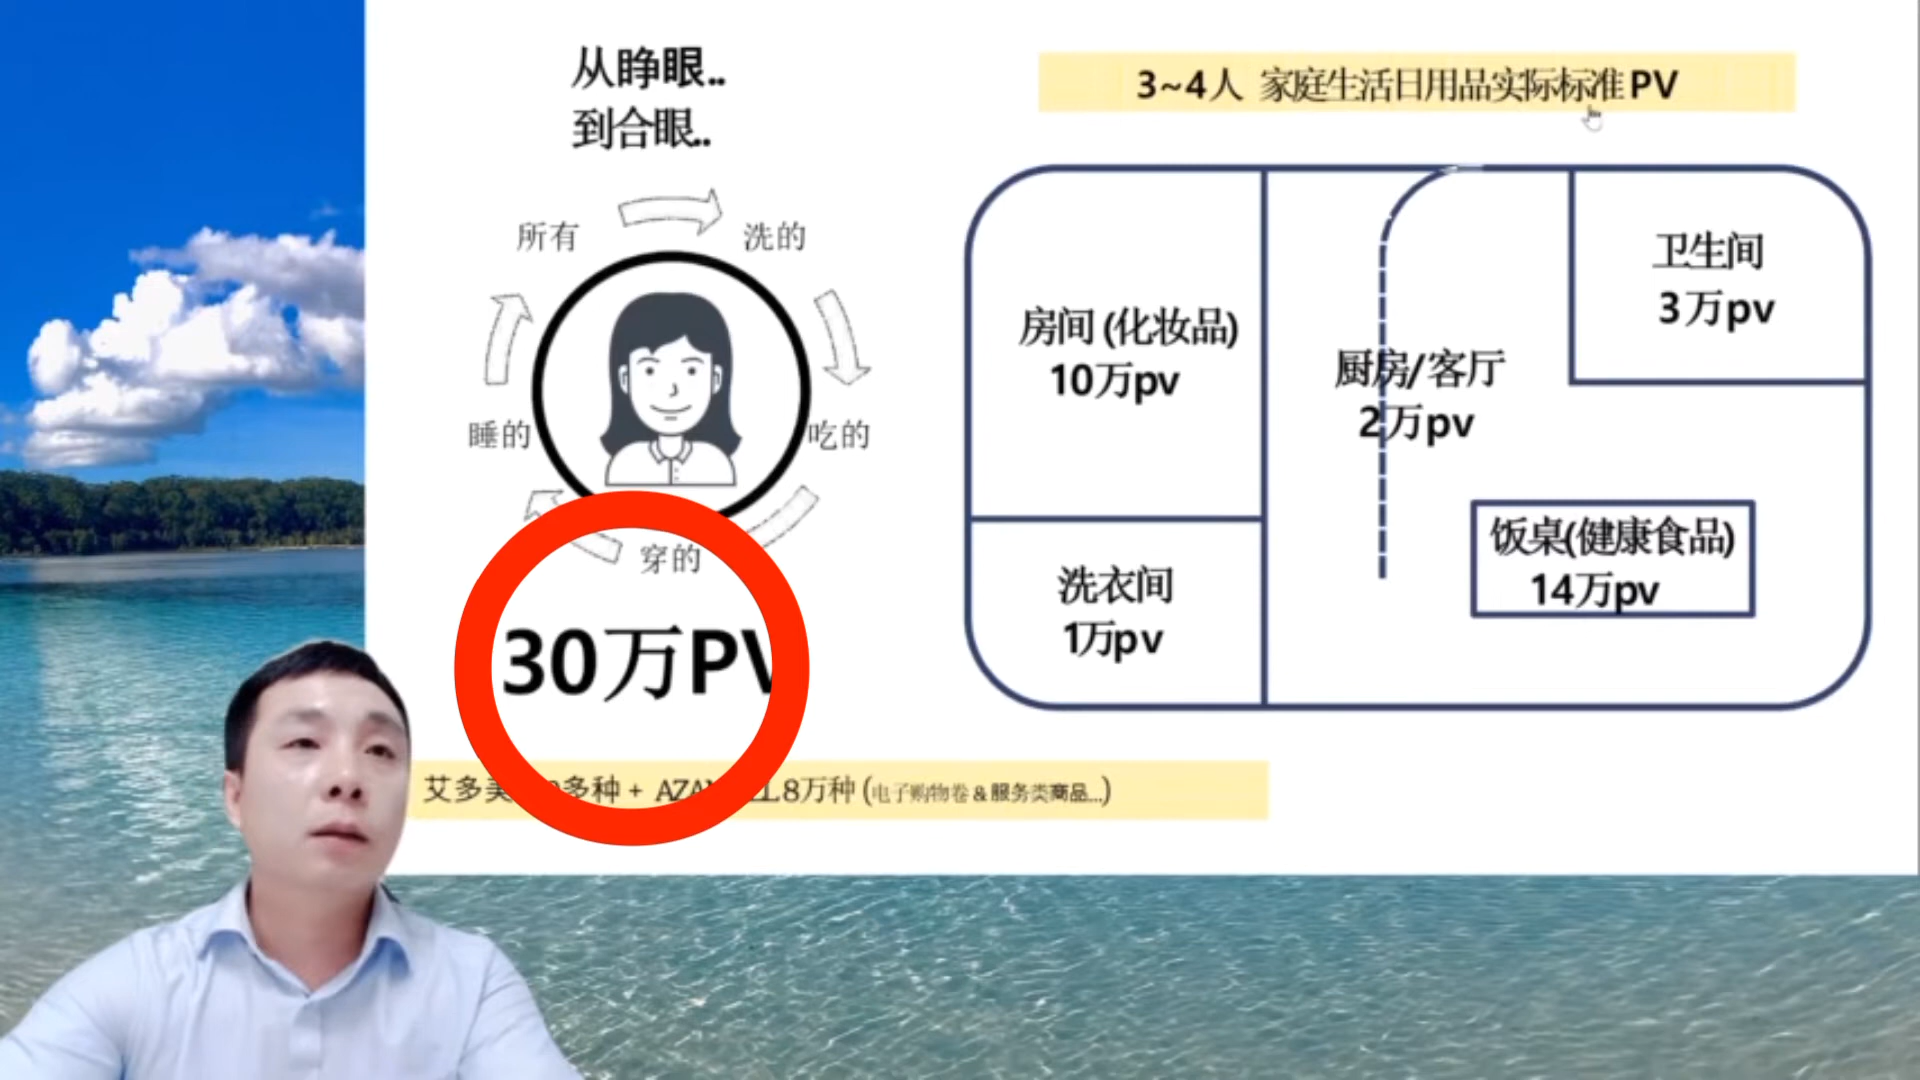 从睁眼..
到合眼..
所有
洗的
睡的
吃的
穿的
30万PV
艾多美 多种 + 8万种 (电子购物卷 & 服务类商品...)
3~4人 家庭生活日用品实际标准 PV
房间 (化妆品)
10万pv
厨房/客厅
2万pv
卫生间
3万pv
洗衣间
1万pv
饭桌(健康食品)
14万pv